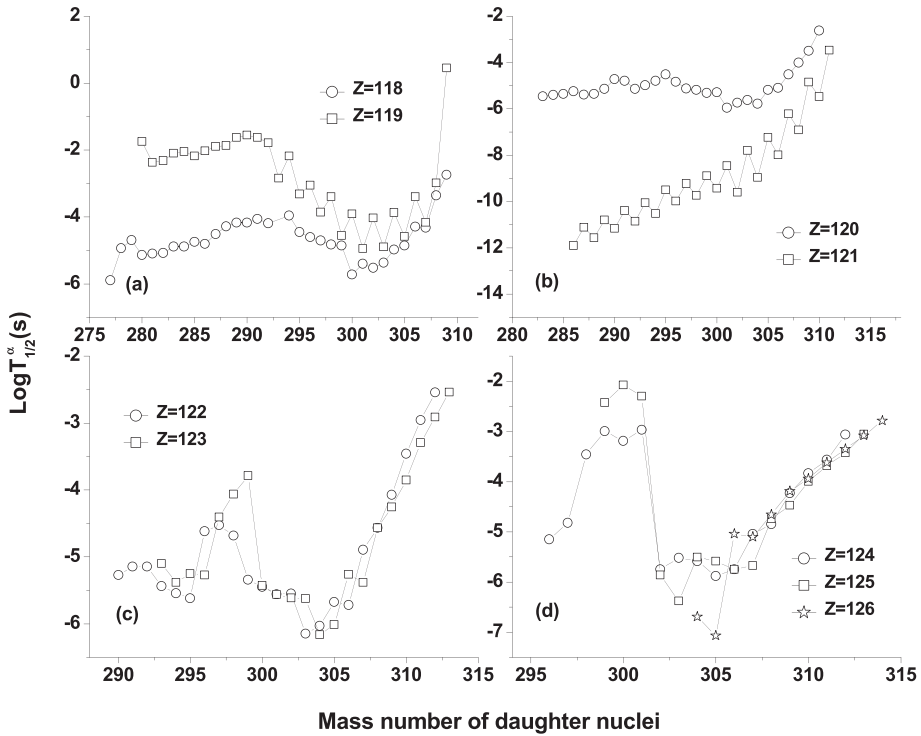 2
0
-2
-4
-6
Z=118
Z=119
(a)
275 280 285 290 295 300 305 310
-2
-4
-6
-8
-10
-12
-14
Z=120
Z=121
(b)
280 285 290 295 300 305 310 315
-2
-3
-4
-5
-6
Z=122
Z=123
(c)
290 295 300 305 310 315
-2
-3
-4
-5
-6
-7
Z=124
Z=125
Z=126
(d)
295 300 305 310 315
LogT^α_1/2(s)
Mass number of daughter nuclei